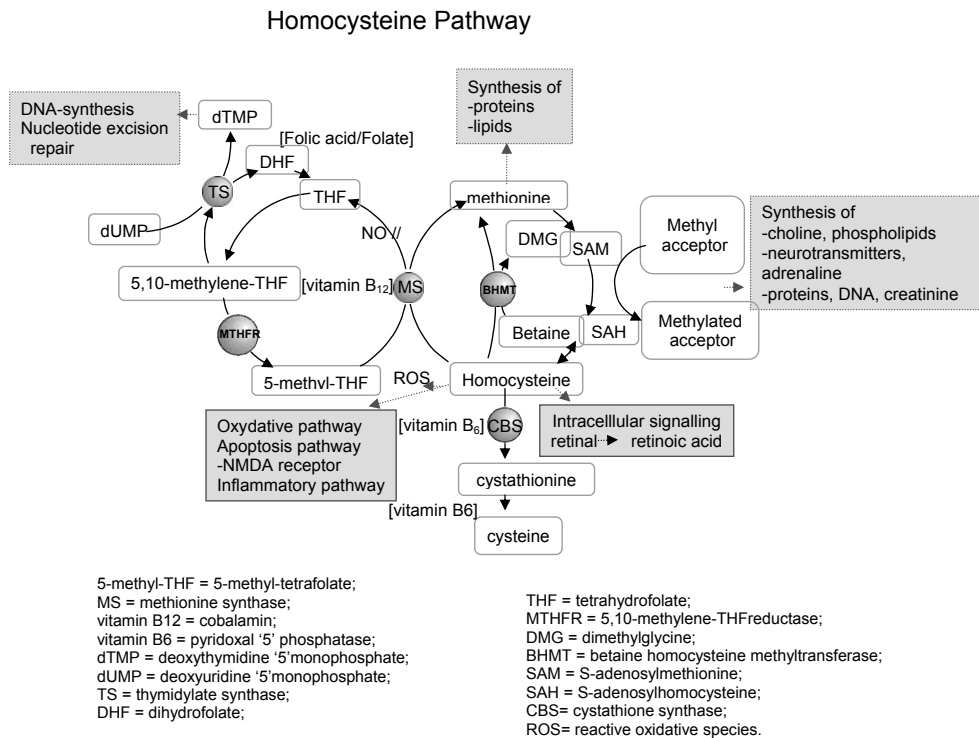 Homocysteine Pathway
DNA-synthesis
Nucleotide excision
repair
dTMP
[Folic acid/Folate]
DHF
TS
THF
dUMP
NO //
5,10-methylene-THF
[vitamin B12]
MS
MTHFR
5-methvl-THF
Synthesis of
-proteins
-lipids
methionine
DMG
SAM
BHMT
Betaine
SAH
Methyl
acceptor
Methylated
acceptor
Synthesis of
-choline, phospholipids
-neurotransmitters,
adrenaline
-proteins, DNA, creatinine
ROS
Homocysteine
Oxydative pathway
Apoptosis pathway
-NMDA receptor
Inflammatory pathway
[vitamin B6]
CBS
Intracelllular signalling
retinal retinoic acid
cystathionine
[vitamin B6]
cysteine
5-methyl-THF = 5-methyl-tetrafolate;
MS = methionine synthase;
vitamin B12 = cobalamin;
vitamin B6 = pyridoxal ‘5’ phosphatase;
dTMP = deoxythymidine ‘5’monophosphate;
dUMP = deoxyuridine ‘5’monophosphate;
TS = thymidylate synthase;
DHF = dihydrofolate;
THF = tetrahydrofolate;
MTHFR = 5,10-methylene-THFreductase;
DMG = dimethylglycine;
BHMT = betaine homocysteine methyltransferase;
SAM = S-adenosylmethionine;
SAH = S-adenosylhomocysteine;
CBS= cystathione synthase;
ROS= reactive oxidative species.